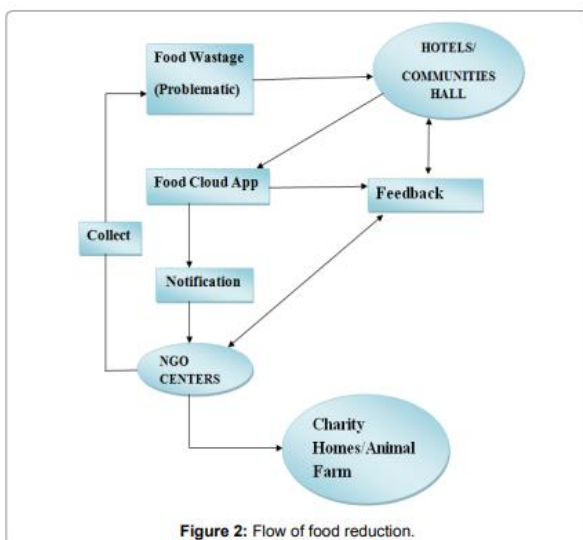 Food Wastage
(Problematic)
HOTELS/
COMMUNITIES
HALL
Food Cloud App
Feedback
Collect
Notification
NGO
CENTERS
Charity
Homes/Animal
Farm
Figure 2: Flow of food reduction.